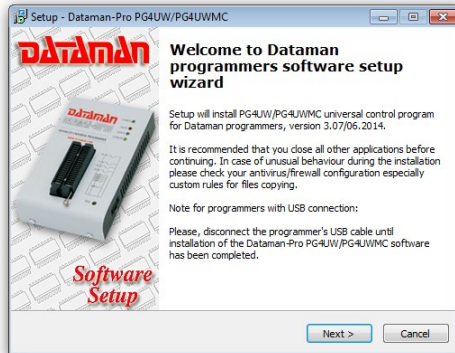 Setup - Dataman-Pro PG4UW/PG4UWMC
DATAMAN
Welcome to Dataman
programmers software setup
wizard
Setup will install PG4UW/PG4UWMC universal control program
for Dataman programmers, version 3.07/06.2014.
It is recommended that you close all other applications before
continuing. In case of unusual behaviour during the installation
please check your antivirus/firewall configuration especially
custom rules for files copying.
Note for programmers with USB connection:
Please, disconnect the programmer's USB cable until
installation of the Dataman-Pro PG4UW/PG4UWMC software
has been completed.
DATAMAN
Software
Setup
Next >
Cancel